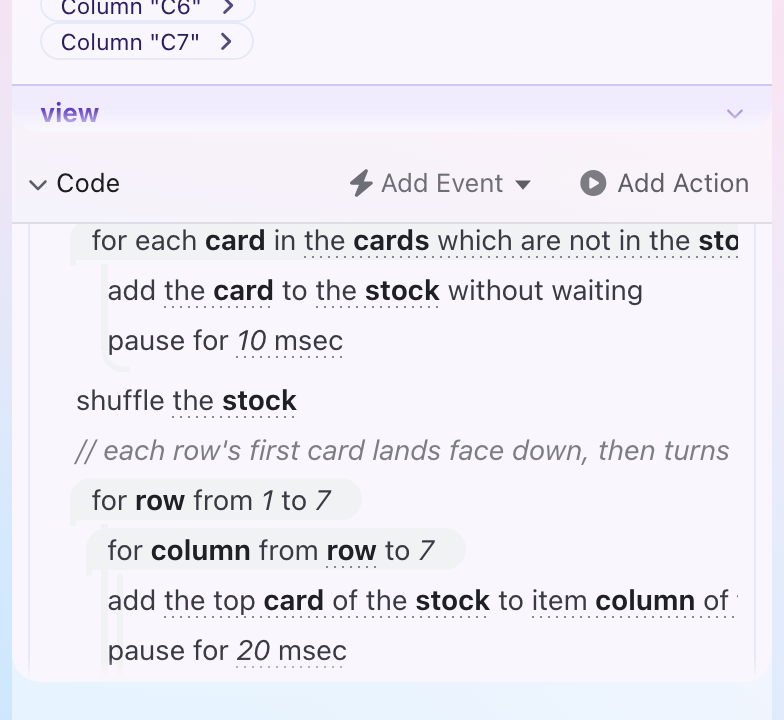 Column "C6"
Column "C7"
view
Code Add Event Add Action
for each card in the cards which are not in the sto
add the card to the stock without waiting
pause for 10 msec
shuffle the stock
// each row's first card lands face down, then turns
for row from 1 to 7
for column from row to 7
add the top card of the stock to item column of
pause for 20 msec